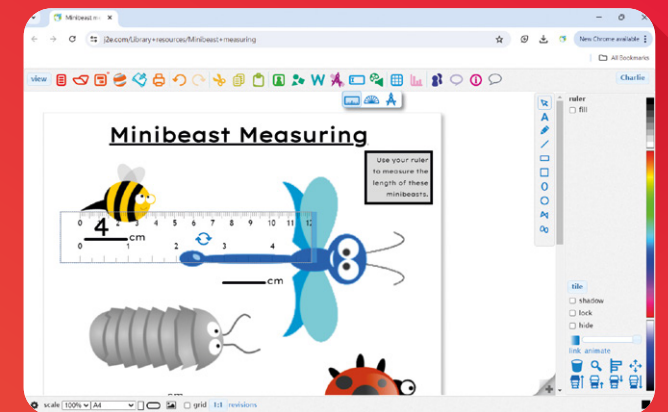 Minibeast m
j2e.com/Library+resources/Minibeast+measuring
New Chrome available
All Bookmarks
view
W
Charlie
A
Minibeast Measuring
Use your ruler
to measure the
length of these
minibeasts.
0 1 2 3 4 5 6 7 8 9 10 11 12
4 cm
0 1 2 3 4
cm
cm
ruler
fill
tile
shadow
lock
hide
link animate
scale 100% A4 grid 1:1 revisions